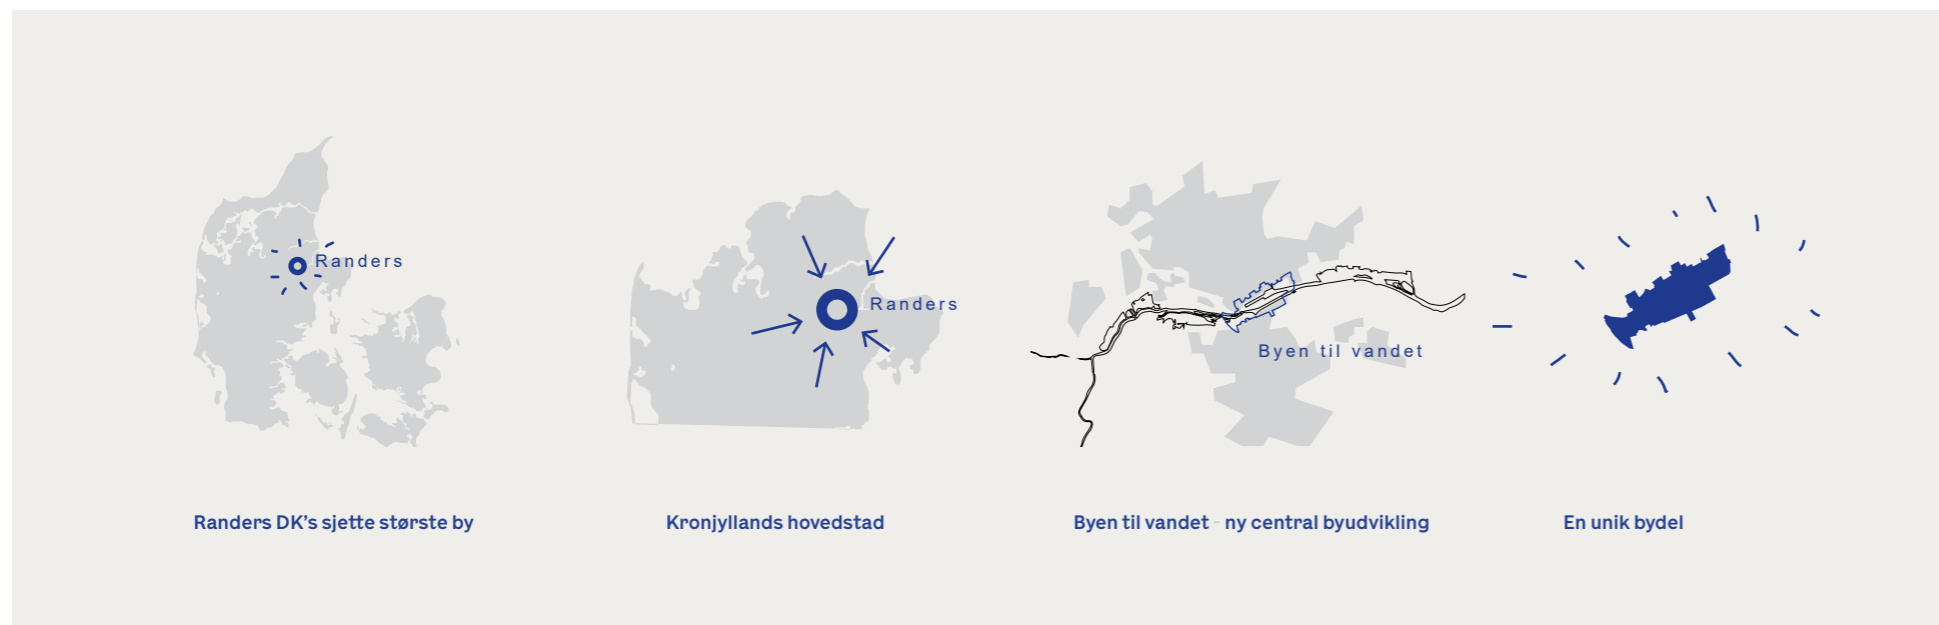 Randers
Randers
Byen til vandet
Randers DK's sjette største by
Kronjyllands hovedstad
Byen til vandet - ny central byudvikling
En unik bydel